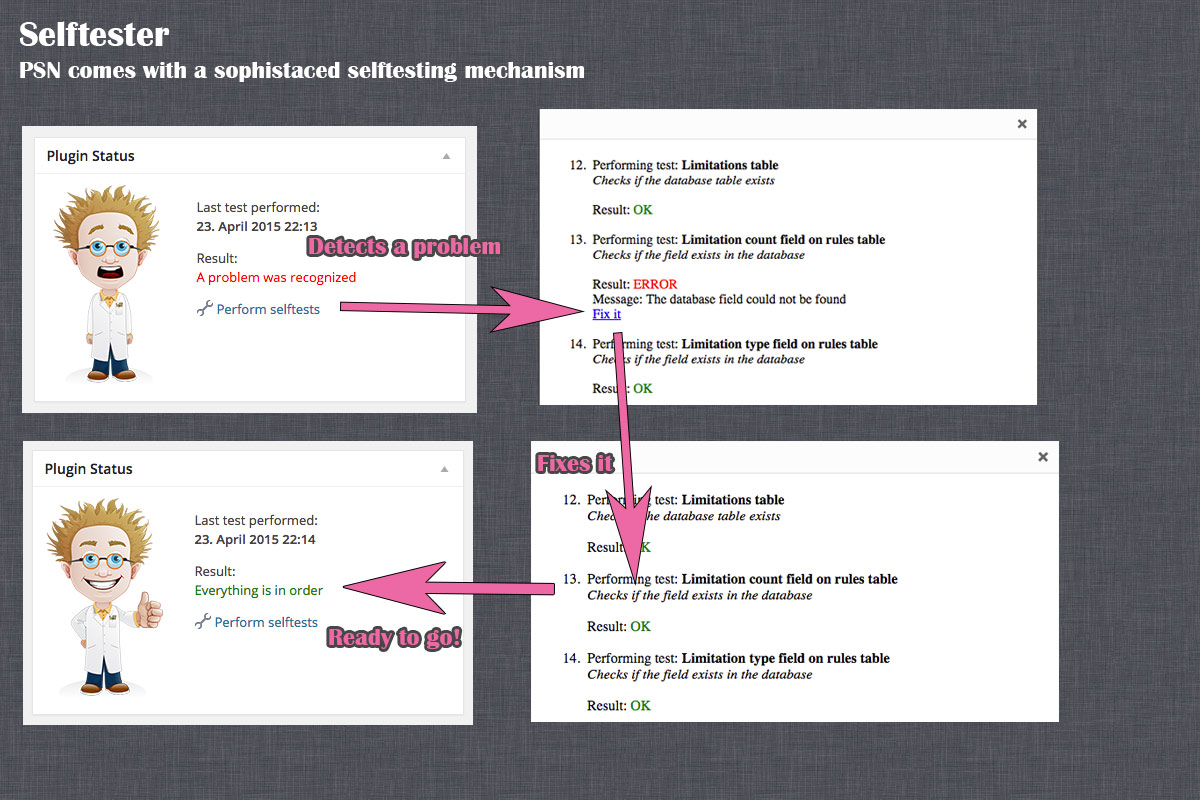 Selftester
PSN comes with a sophistaced selftesting mechanism
Plugin Status
Last test performed:
23. April 2015 22:13
Result:
A problem was recognized
Perform selftests
Detects a problem
12. Performing test: Limitations table
Checks if the database table exists
Result: OK
13. Performing test: Limitation count field on rules table
Checks if the field exists in the database
Result: ERROR
Message: The database field could not be found
Fix it
14. Performing test: Limitation type field on rules table
Checks if the field exists in the database
Result: OK
Fixes it
12. Performing test: Limitations table
Checks if the database table exists
Result: OK
13. Performing test: Limitation count field on rules table
Checks if the field exists in the database
Result: OK
14. Performing test: Limitation type field on rules table
Checks if the field exists in the database
Result: OK
Plugin Status
Last test performed:
23. April 2015 22:14
Result:
Everything is in order
Perform selftests
Ready to go!